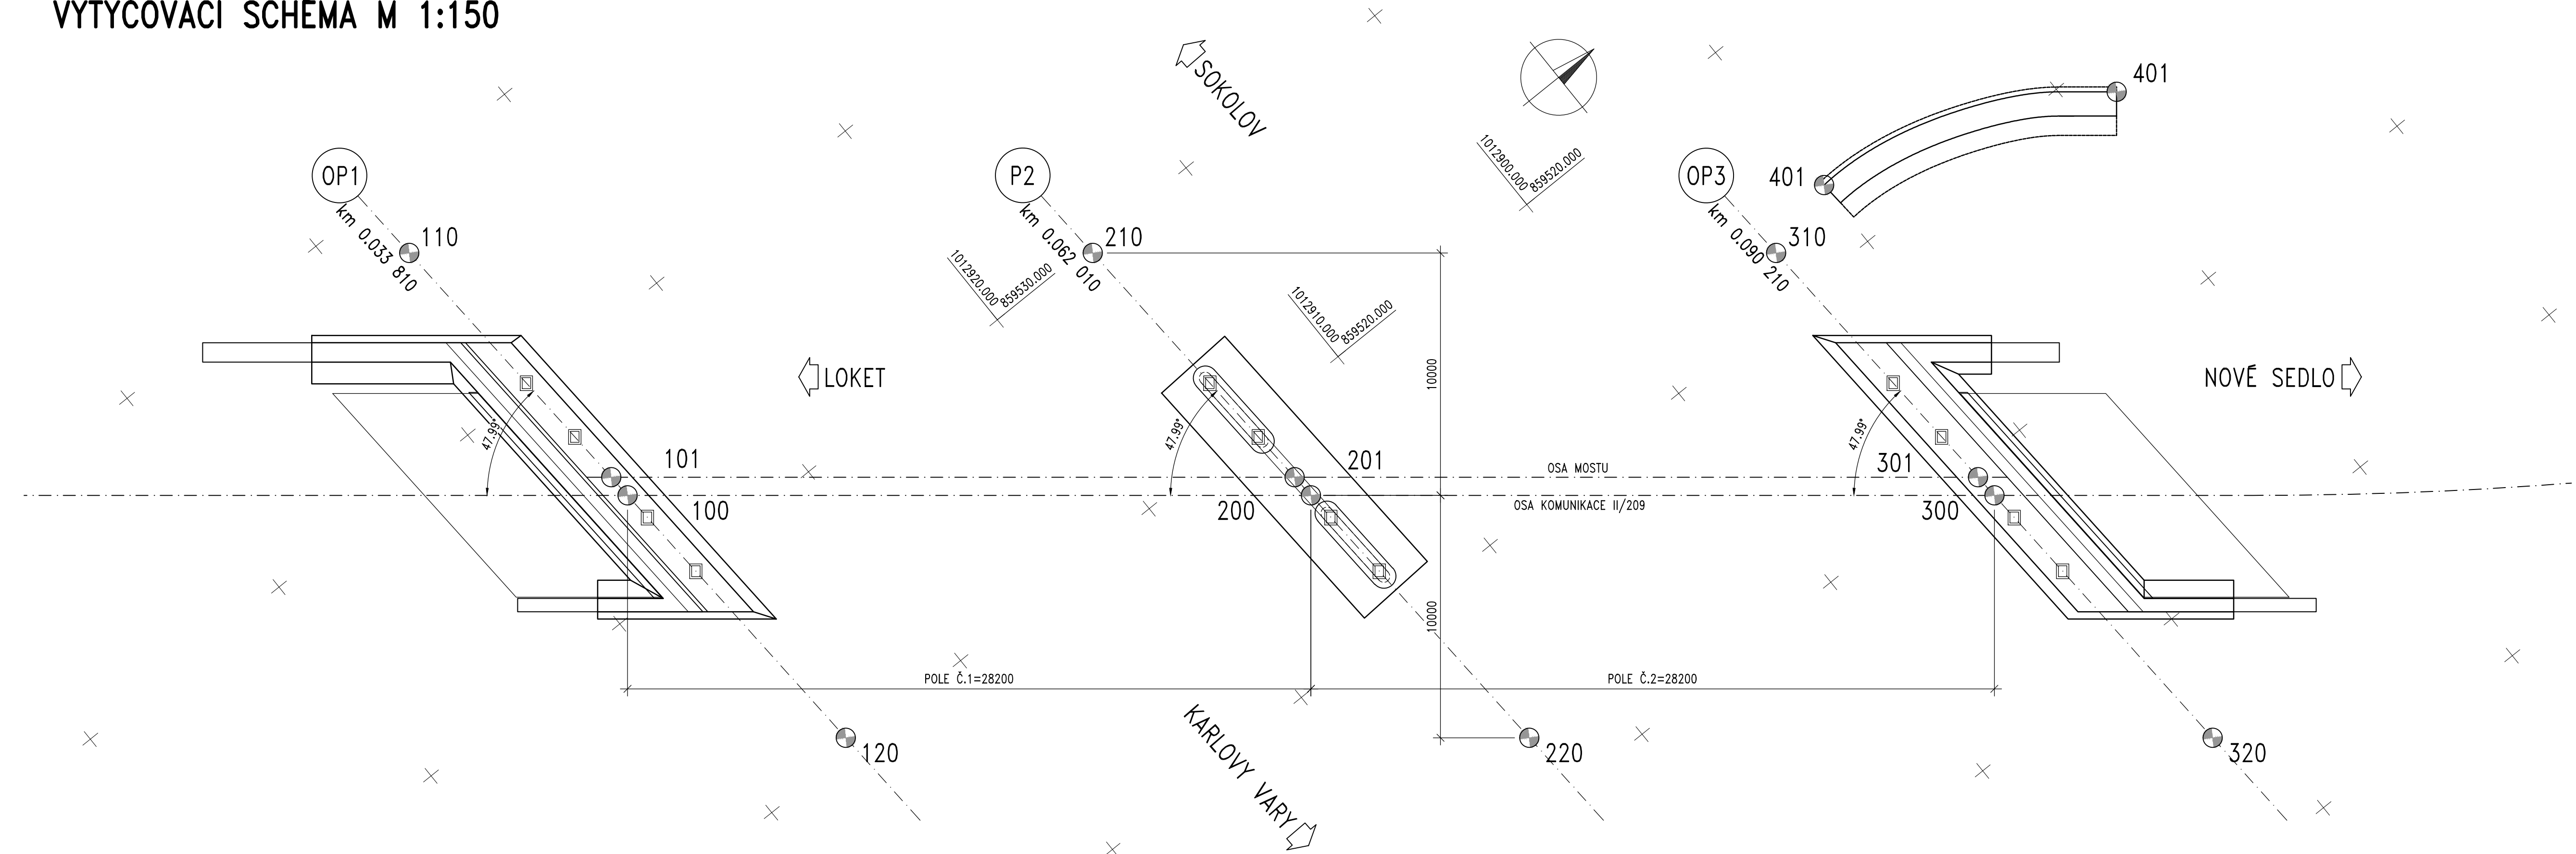 VYTYČOVACÍ SCHÉMA M 1:150
SOKOLOV
401
401
OP1
km 0.033 810
110
P2
km 0.062 010
210
OP3
km 0.090 210
310
1012900.000
859520.000
1012920.000
859530.000
1012910.000
859520.000
10000
LOKET
NOVÉ SEDLO
47.99°
47.99°
47.99°
101
201
OSA MOSTU
301
100
200
OSA KOMUNIKACE II/209
300
10000
POLE Č.1=28200
POLE Č.2=28200
KARLOVY VARY
120
220
320